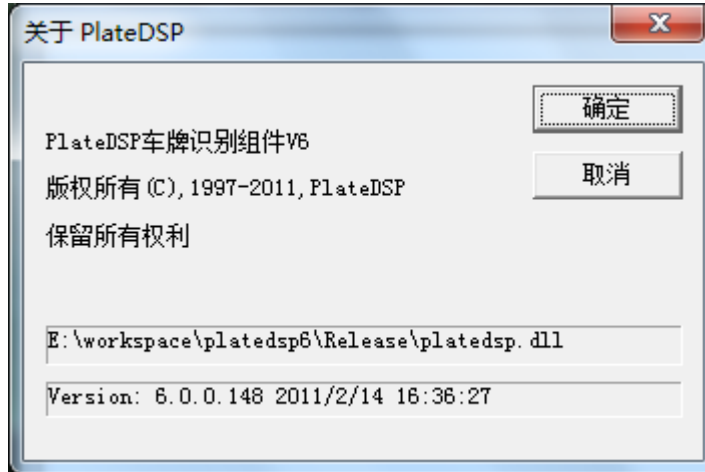 关于 PlateDSP
确定
PlateDSP车牌识别组件V6
取消
版权所有(C),1997-2011,PlateDSP
保留所有权利
E:\workspace\platedsp6\Release\platedsp.dll
Version: 6.0.0.148 2011/2/14 16:36:27